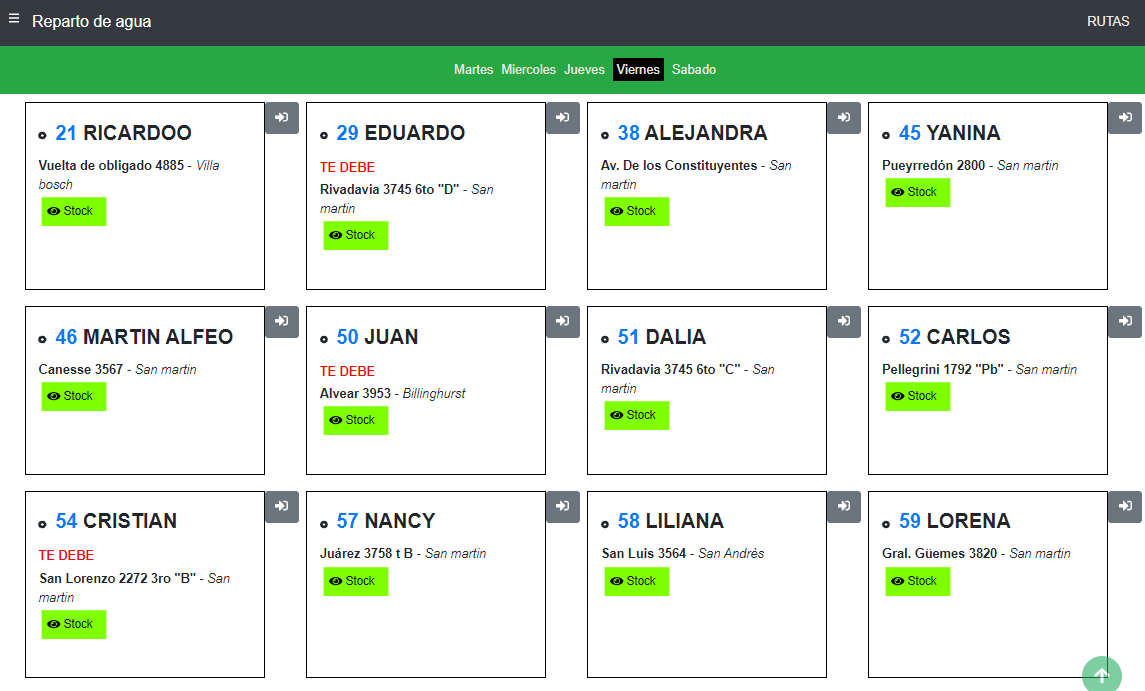 Reparto de agua
RUTAS
Martes Miercoles Jueves Viernes Sabado
21 RICARDOO
Vuelta de obligado 4885 - Villa
bosch
Stock
29 EDUARDO
TE DEBE
Rivadavia 3745 6to "D" - San
martin
Stock
38 ALEJANDRA
Av. De los Constituyentes - San
martin
Stock
45 YANINA
Pueyrredón 2800 - San martin
Stock
46 MARTIN ALFEO
Canesse 3567 - San martin
Stock
50 JUAN
TE DEBE
Alvear 3953 - Billinghurst
Stock
51 DALIA
Rivadavia 3745 6to "C" - San
martin
Stock
52 CARLOS
Pellegrini 1792 "Pb" - San martin
Stock
54 CRISTIAN
TE DEBE
San Lorenzo 2272 3ro "B" - San
martin
Stock
57 NANCY
Juárez 3758 t B - San martin
Stock
58 LILIANA
San Luis 3564 - San Andrès
Stock
59 LORENA
Gral. Güemes 3820 - San martin
Stock